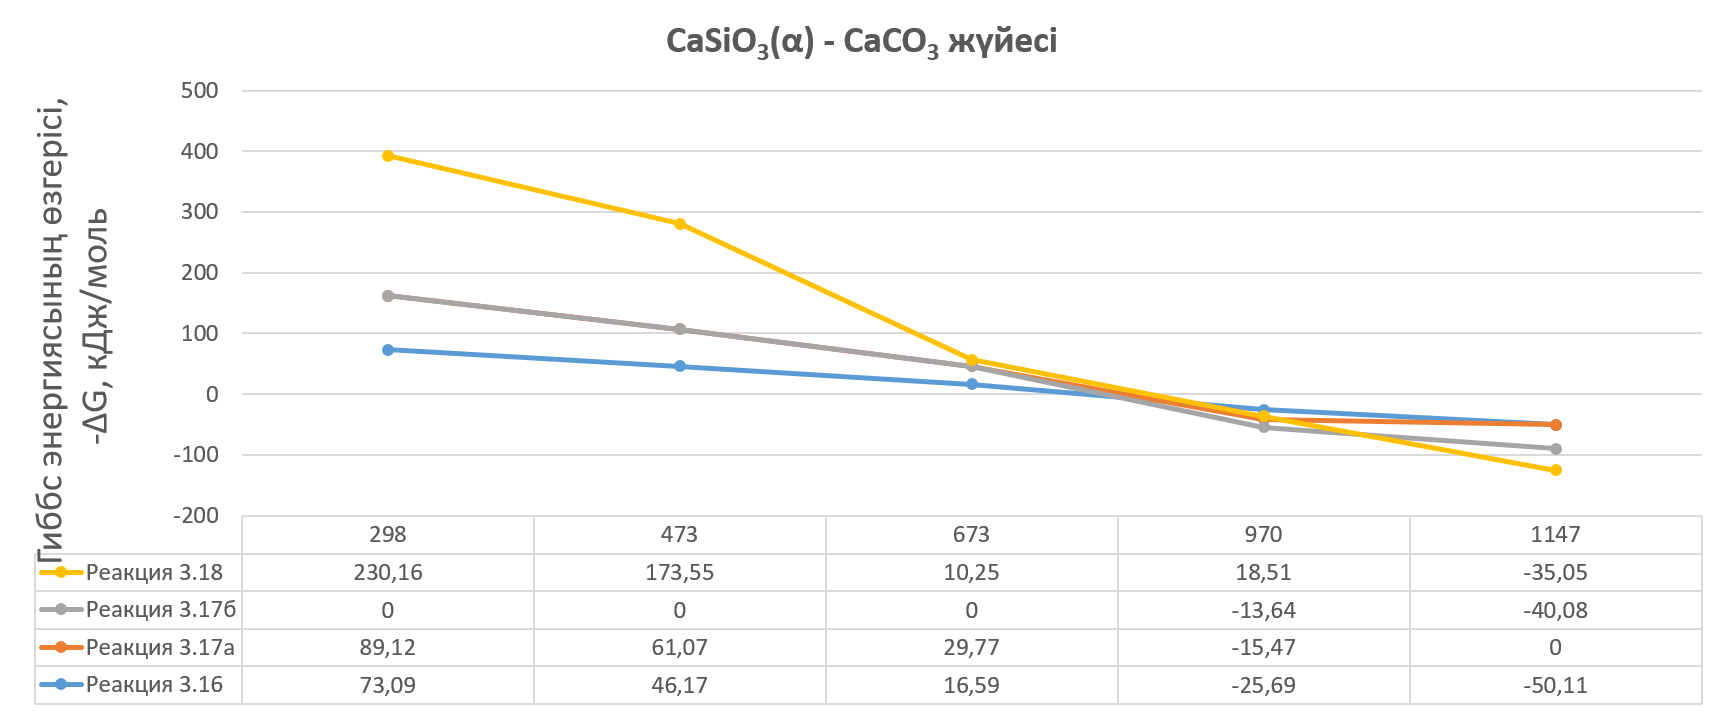 CaSiO₃(α) - CaCO₃ жүйесі
Гиббс энергиясының өзгерісі,
-ΔG, кДж/моль
500
400
300
200
100
0
-100
-200
298 473 673 970 1147
Реакция 3.18 230,16 173,55 10,25 18,51 -35,05
Реакция 3.17б 0 0 0 -13,64 -40,08
Реакция 3.17а 89,12 61,07 29,77 -15,47 0
Реакция 3.16 73,09 46,17 16,59 -25,69 -50,11